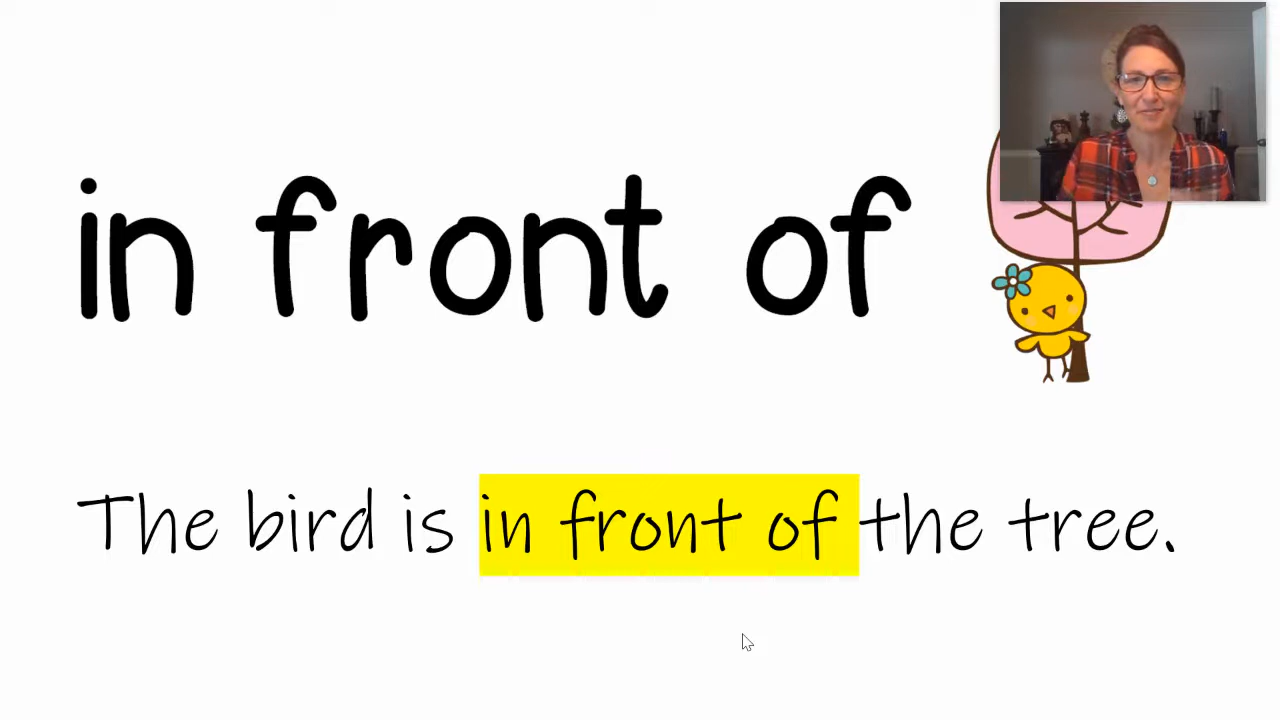 in front of
The bird is in front of the tree.